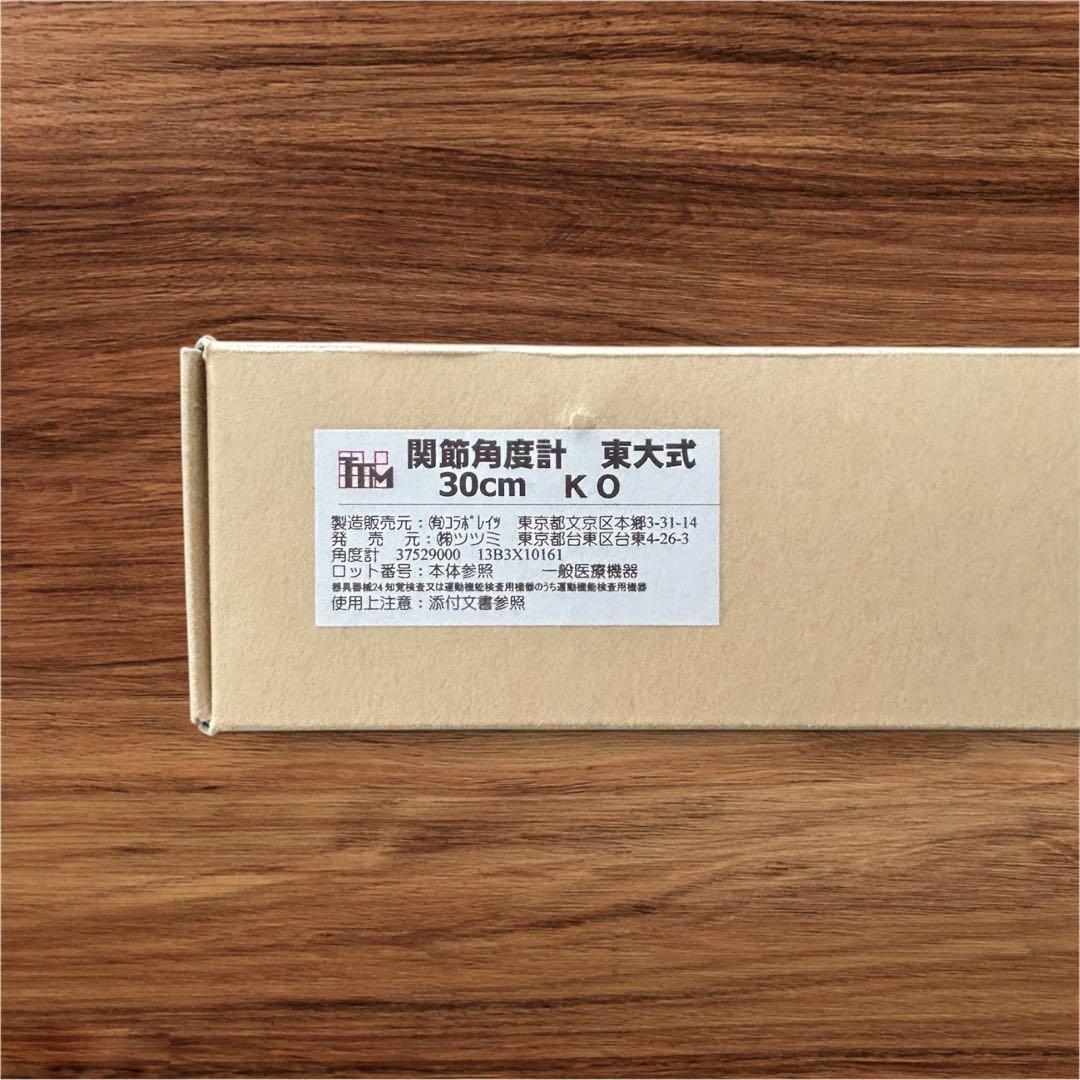 TTM
関節角度計 東大式
30cm KO
製造販売元:㈲ｺﾗﾎﾞﾚｲﾂ 東京都文京区本郷3-31-14
発 売 元:㈱ツツミ 東京都台東区台東4-26-3
角度計 37529000 13B3X10161
ロット番号:本体参照 一般医療機器
器具器械24 知覚検査又は運動機能検査用機器のうち運動機能検査用機器
使用上注意:添付文書参照